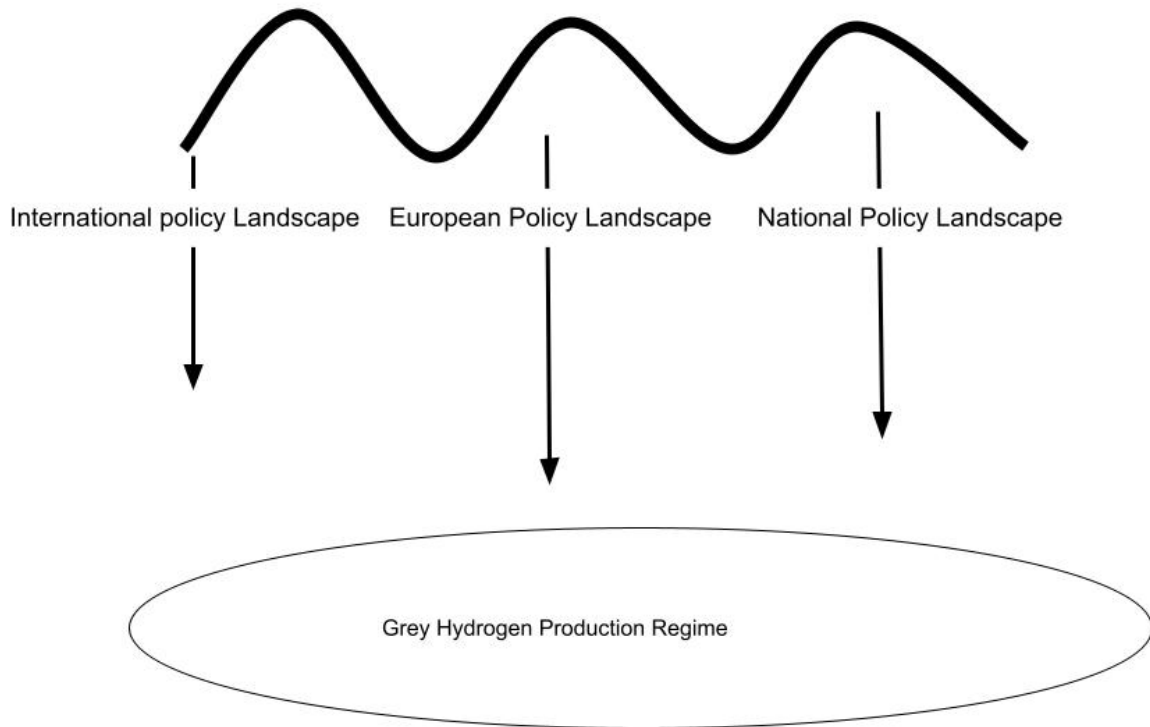 International policy Landscape
European Policy Landscape
National Policy Landscape
Grey Hydrogen Production Regime